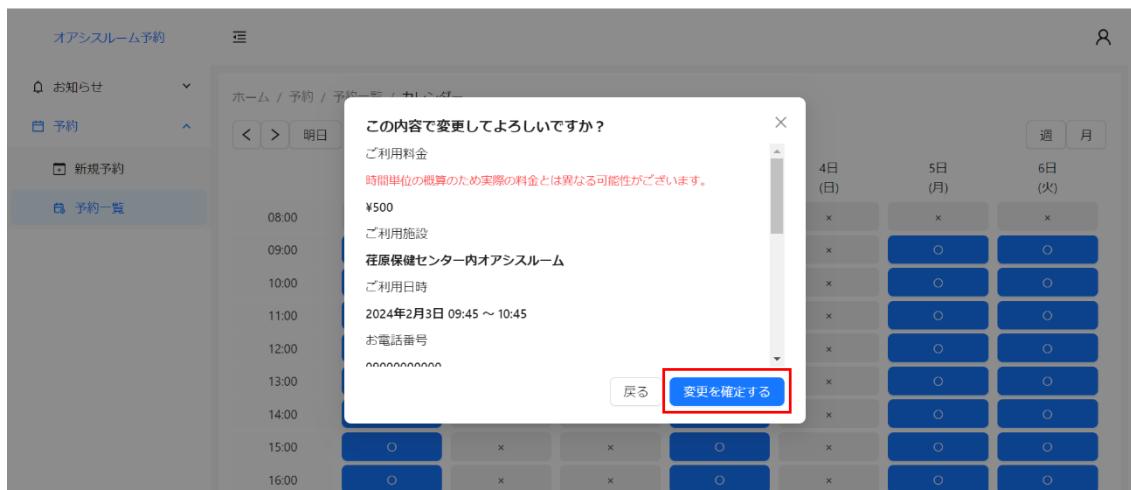 オアシスルーム予約
お知らせ
予約
新規予約
予約一覧
ホーム / 予約 / 予約一覧 / カレンダー
< > 明日
週 月
この内容で変更してよろしいですか？
ご利用料金
時間単位の概算のため実際の料金とは異なる可能性がございます。
¥500
ご利用施設
荏原保健センター内オアシスルーム
ご利用日時
2024年2月3日 09:45 ～ 10:45
お電話番号
戻る 変更を確定する
4日 5日 6日
(日) (月) (火)
08:00 × × ×
09:00 × ○ ○
10:00 × ○ ○
11:00 × ○ ○
12:00 × ○ ○
13:00 × ○ ○
14:00 × ○ ○
15:00 ○ × × ○ × ○ ○
16:00 ○ × × ○ × ○ ○